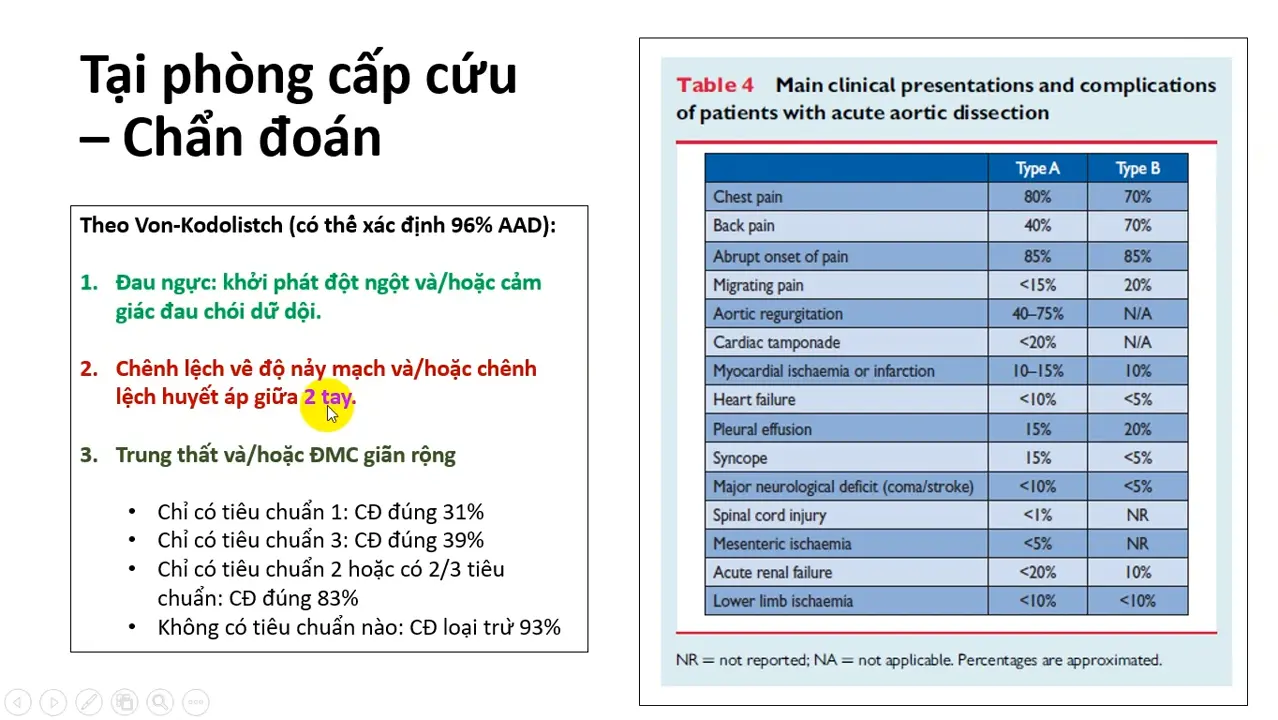 Tại phòng cấp cứu
– Chẩn đoán
Theo Von-Kodolistch (có thể xác định 96% AAD):
1. Đau ngực: khởi phát đột ngột và/hoặc cảm
giác đau chói dữ dội.
2. Chênh lệch về độ nảy mạch và/hoặc chênh
lệch huyết áp giữa 2 tay.
3. Trung thất và/hoặc ĐMC giãn rộng
• Chỉ có tiêu chuẩn 1: CĐ đúng 31%
• Chỉ có tiêu chuẩn 3: CĐ đúng 39%
• Chỉ có tiêu chuẩn 2 hoặc có 2/3 tiêu
chuẩn: CĐ đúng 83%
• Không có tiêu chuẩn nào: CĐ loại trừ 93%
Table 4 Main clinical presentations and complications
of patients with acute aortic dissection
Type A Type B
Chest pain 80% 70%
Back pain 40% 70%
Abrupt onset of pain 85% 85%
Migrating pain <15% 20%
Aortic regurgitation 40–75% N/A
Cardiac tamponade <20% N/A
Myocardial ischaemia or infarction 10–15% 10%
Heart failure <10% <5%
Pleural effusion 15% 20%
Syncope 15% <5%
Major neurological deficit (coma/stroke) <10% <5%
Spinal cord injury <1% NR
Mesenteric ischaemia <5% NR
Acute renal failure <20% 10%
Lower limb ischaemia <10% <10%
NR = not reported; NA = not applicable. Percentages are approximated.